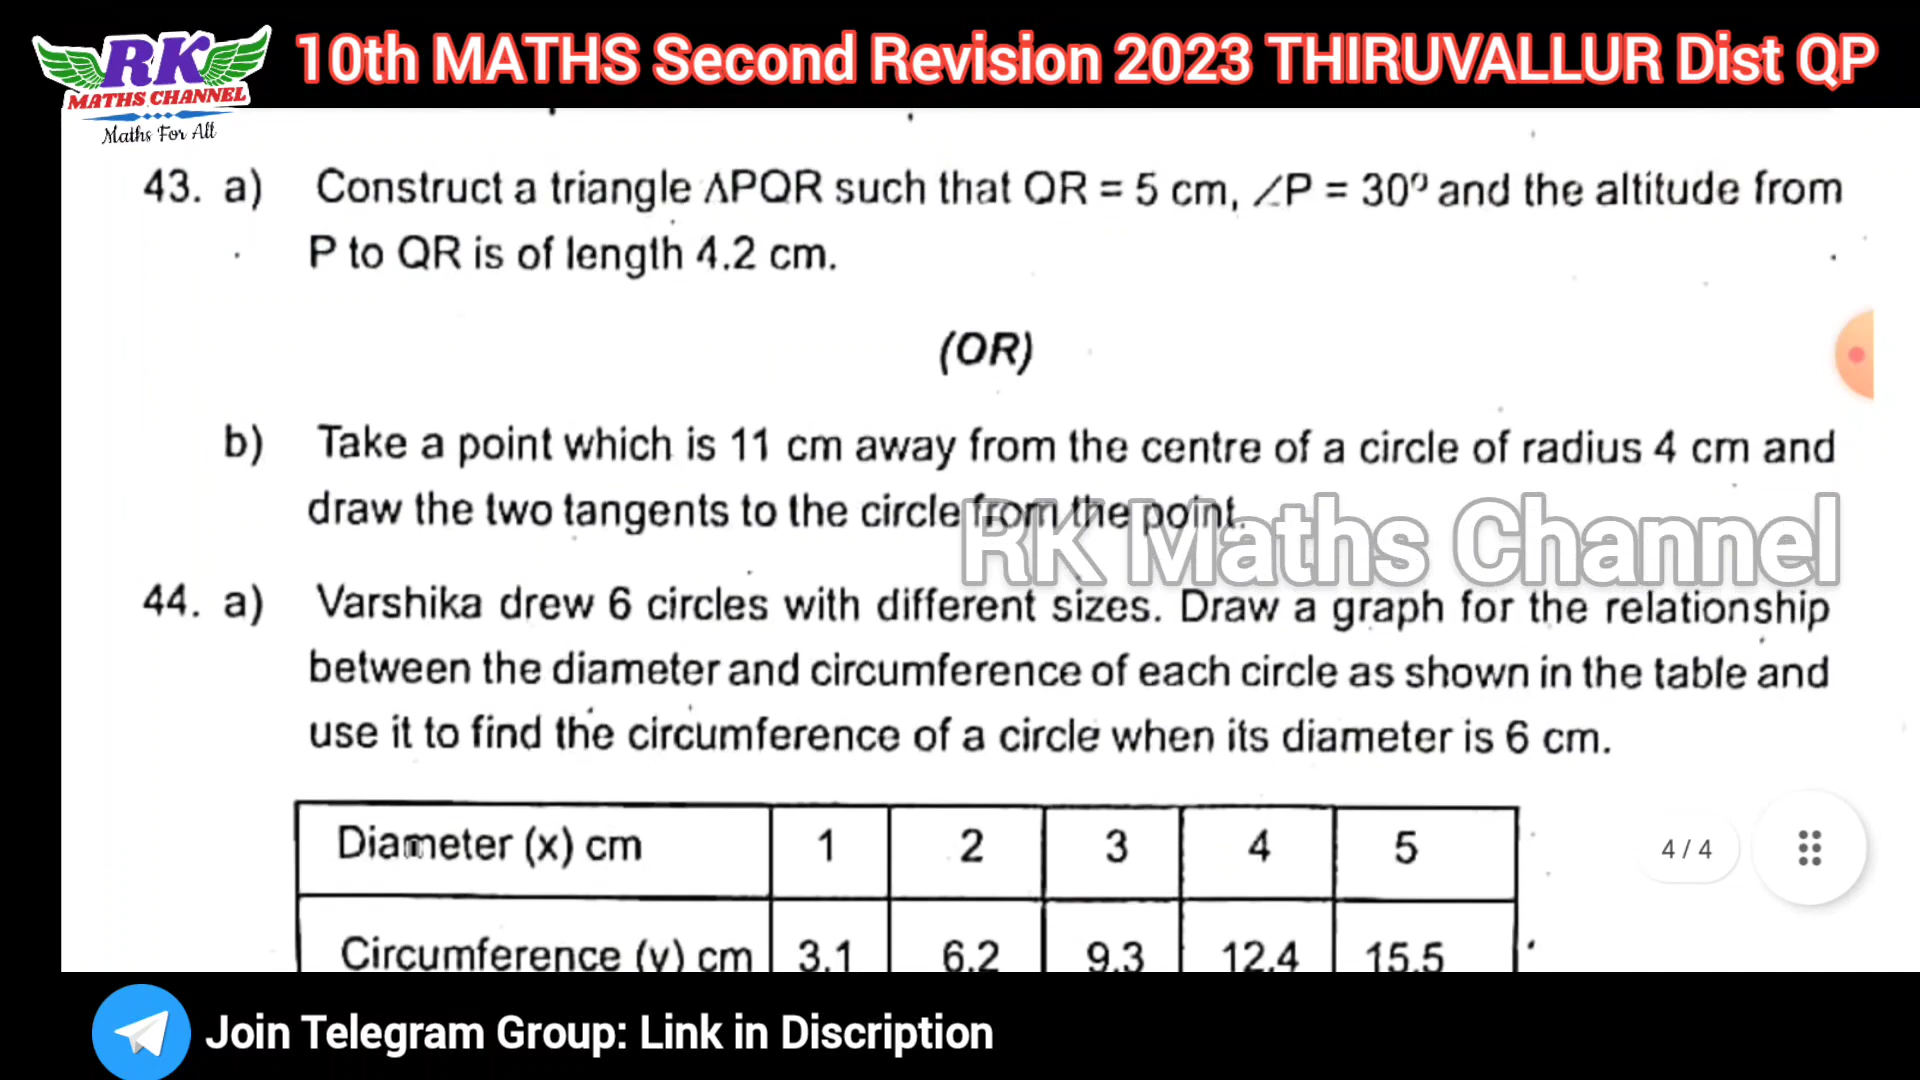 RK
MATHS CHANNEL
Maths For All
10th MATHS Second Revision 2023 THIRUVALLUR Dist QP
43. a) Construct a triangle ΔPQR such that QR = 5 cm, ∠P = 30º and the altitude from
P to QR is of length 4.2 cm.
(OR)
b) Take a point which is 11 cm away from the centre of a circle of radius 4 cm and
draw the two tangents to the circle from the point.
RK Maths Channel
44. a) Varshika drew 6 circles with different sizes. Draw a graph for the relationship
between the diameter and circumference of each circle as shown in the table and
use it to find the circumference of a circle when its diameter is 6 cm.
Diameter (x) cm 1 2 3 4 5
4 / 4
Circumference (y) cm 3.1 6.2 9.3 12.4 15.5
Join Telegram Group: Link in Discription